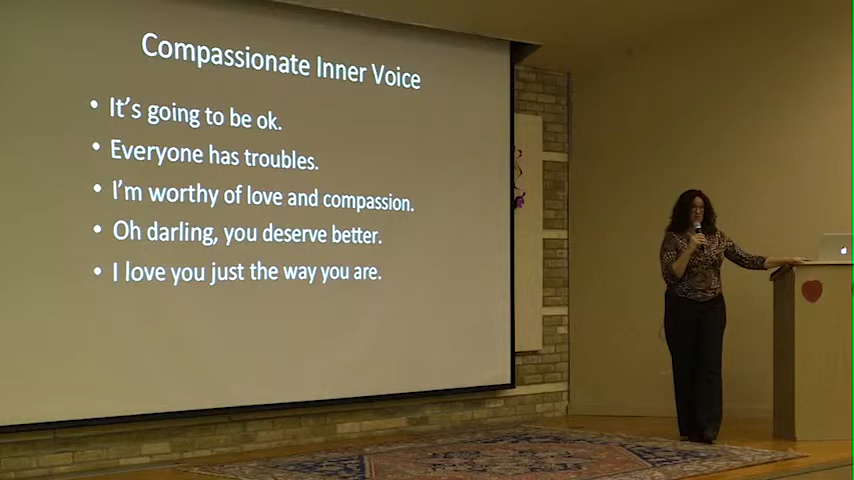 Compassionate Inner Voice
• It's going to be ok.
• Everyone has troubles.
• I'm worthy of love and compassion.
• Oh darling, you deserve better.
• I love you just the way you are.